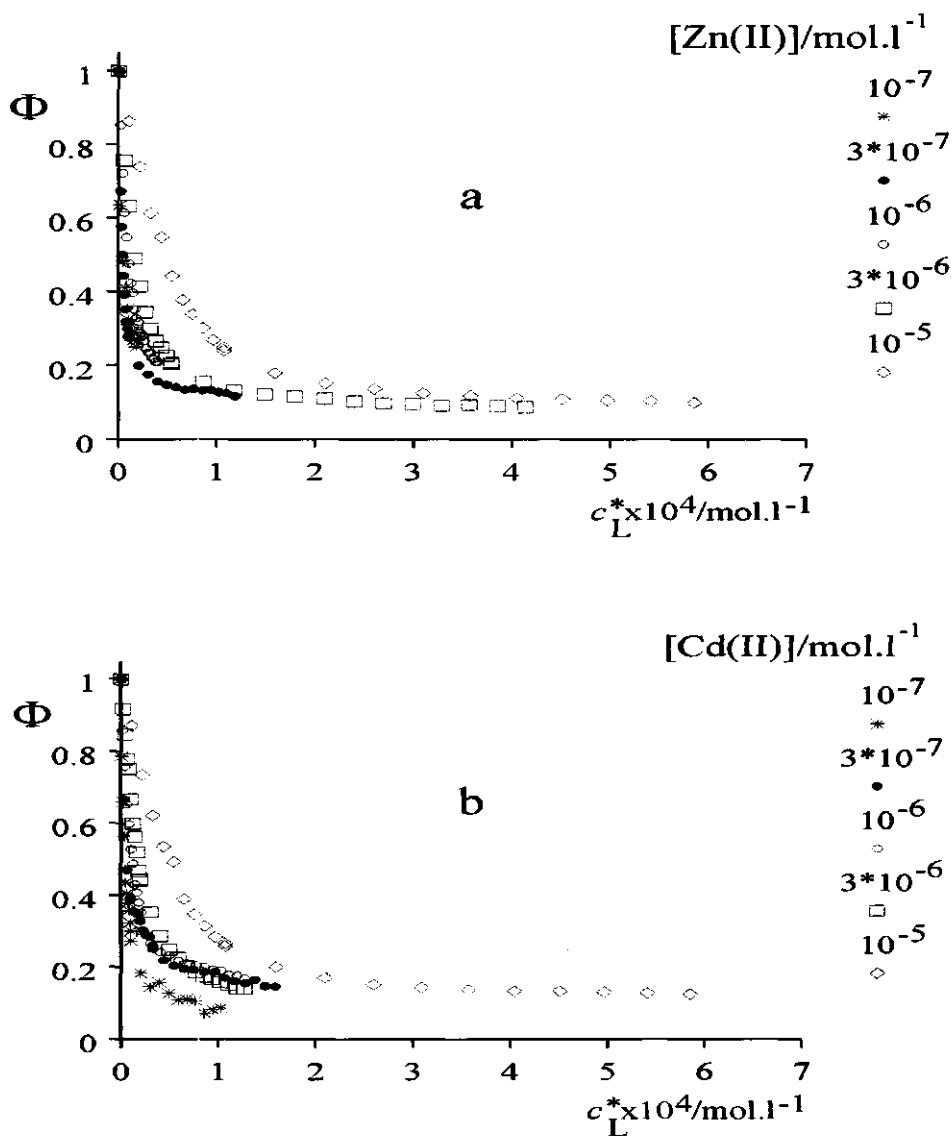 [Zn(II)]/mol.l⁻¹
10⁻⁷
3*10⁻⁷
10⁻⁶
3*10⁻⁶
10⁻⁵
Φ
1
0.8
0.6
0.4
0.2
0
a
0 1 2 3 4 5 6 7
c*Lx10⁴/mol.l⁻¹
[Cd(II)]/mol.l⁻¹
10⁻⁷
3*10⁻⁷
10⁻⁶
3*10⁻⁶
10⁻⁵
Φ
1
0.8
0.6
0.4
0.2
0
b
0 1 2 3 4 5 6 7
c*Lx10⁴/mol.l⁻¹